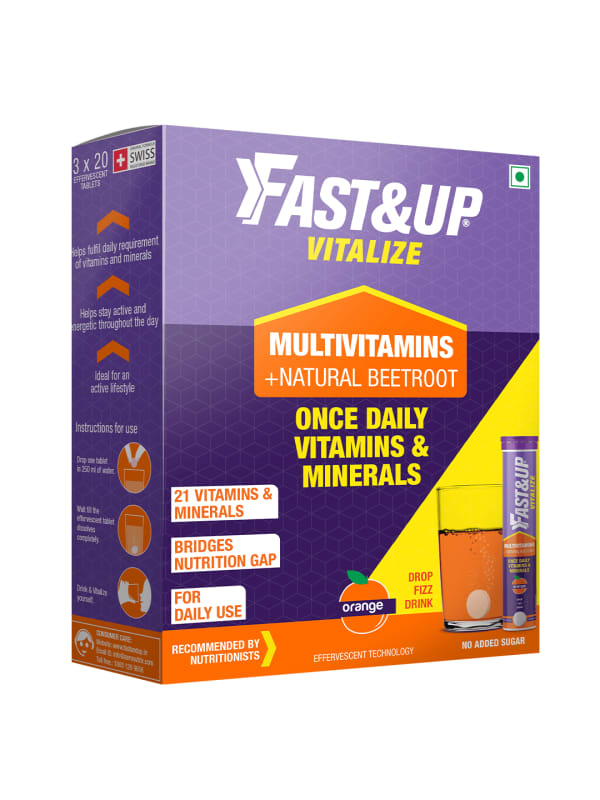 3 X 20
EFFERVESCENT
TABLETS
SWISS
Helps fulfil daily requirement
of vitamins and minerals
Helps stay active and
energetic throughout the day
Ideal for an
active lifestyle
Instructions for use
Drop one tablet
in 250 ml of water.
Wait till the
effervescent tablet
dissolves
completely.
Drink & Vitalize
yourself.
CONSUMER CARE:
FAST&UP®
VITALIZE
MULTIVITAMINS
+NATURAL BEETROOT
ONCE DAILY
VITAMINS &
MINERALS
21 VITAMINS &
MINERALS
BRIDGES
NUTRITION GAP
FOR
DAILY USE
orange
DROP
FIZZ
DRINK
RECOMMENDED BY
NUTRITIONISTS
EFFERVESCENT TECHNOLOGY
NO ADDED SUGAR
FAST&UP
VITALIZE
MULTIVITAMINS
+NATURAL BEETROOT
ONCE DAILY
VITAMINS &
MINERALS